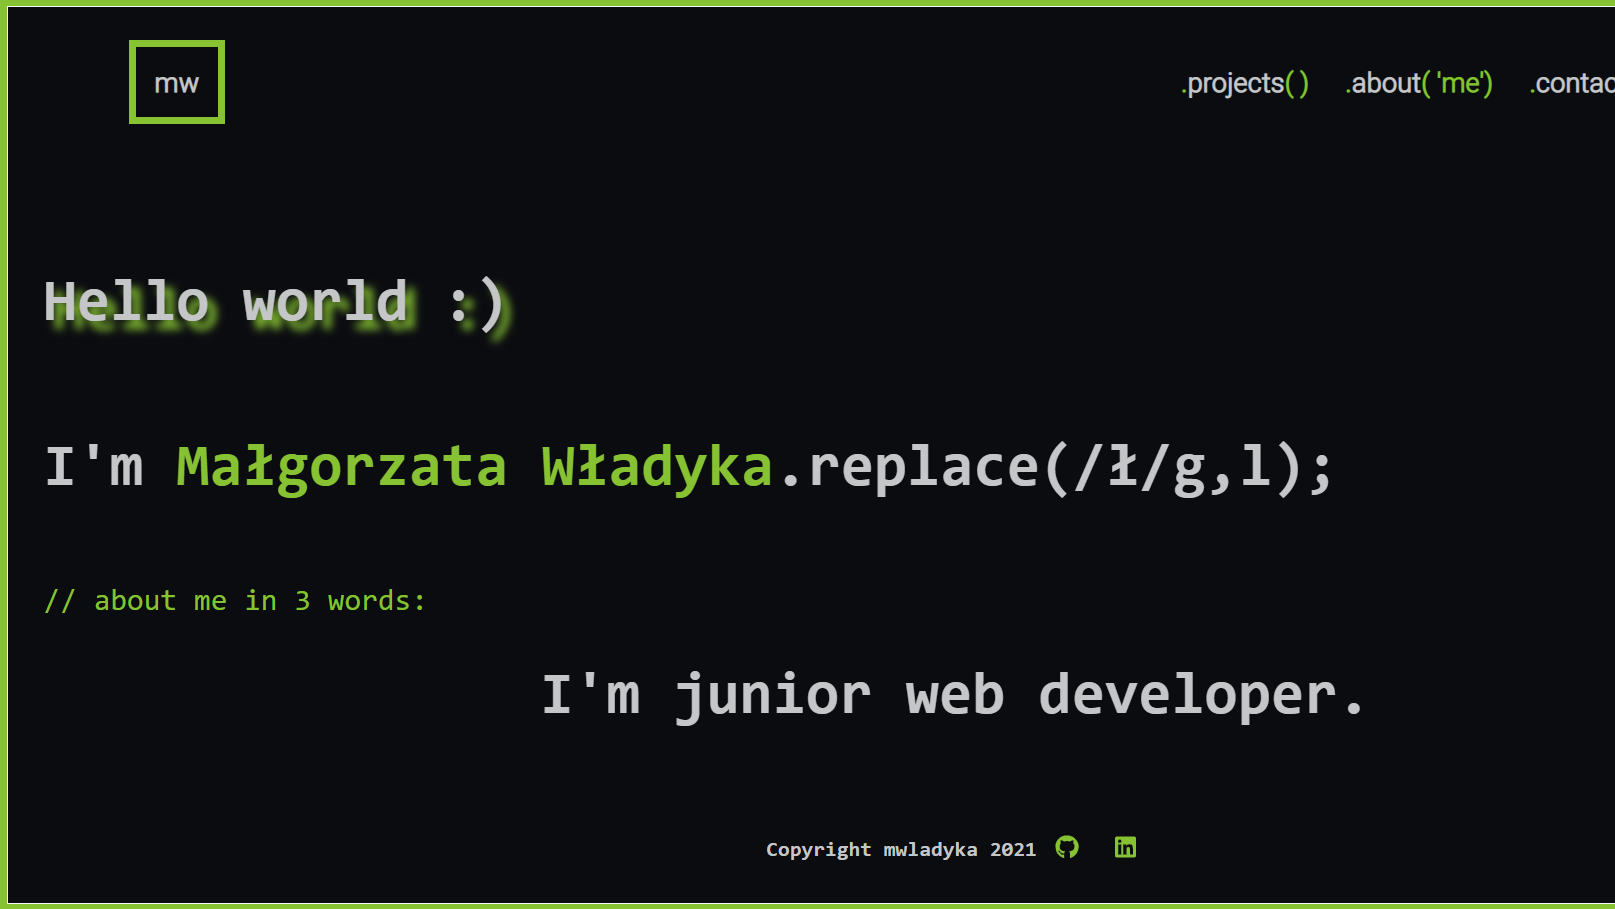 mw
.projects( ) .about( 'me') .contac
Hello world :)
I'm Małgorzata Władyka.replace(/ł/g,l);
// about me in 3 words:
I'm junior web developer.
Copyright mwladyka 2021